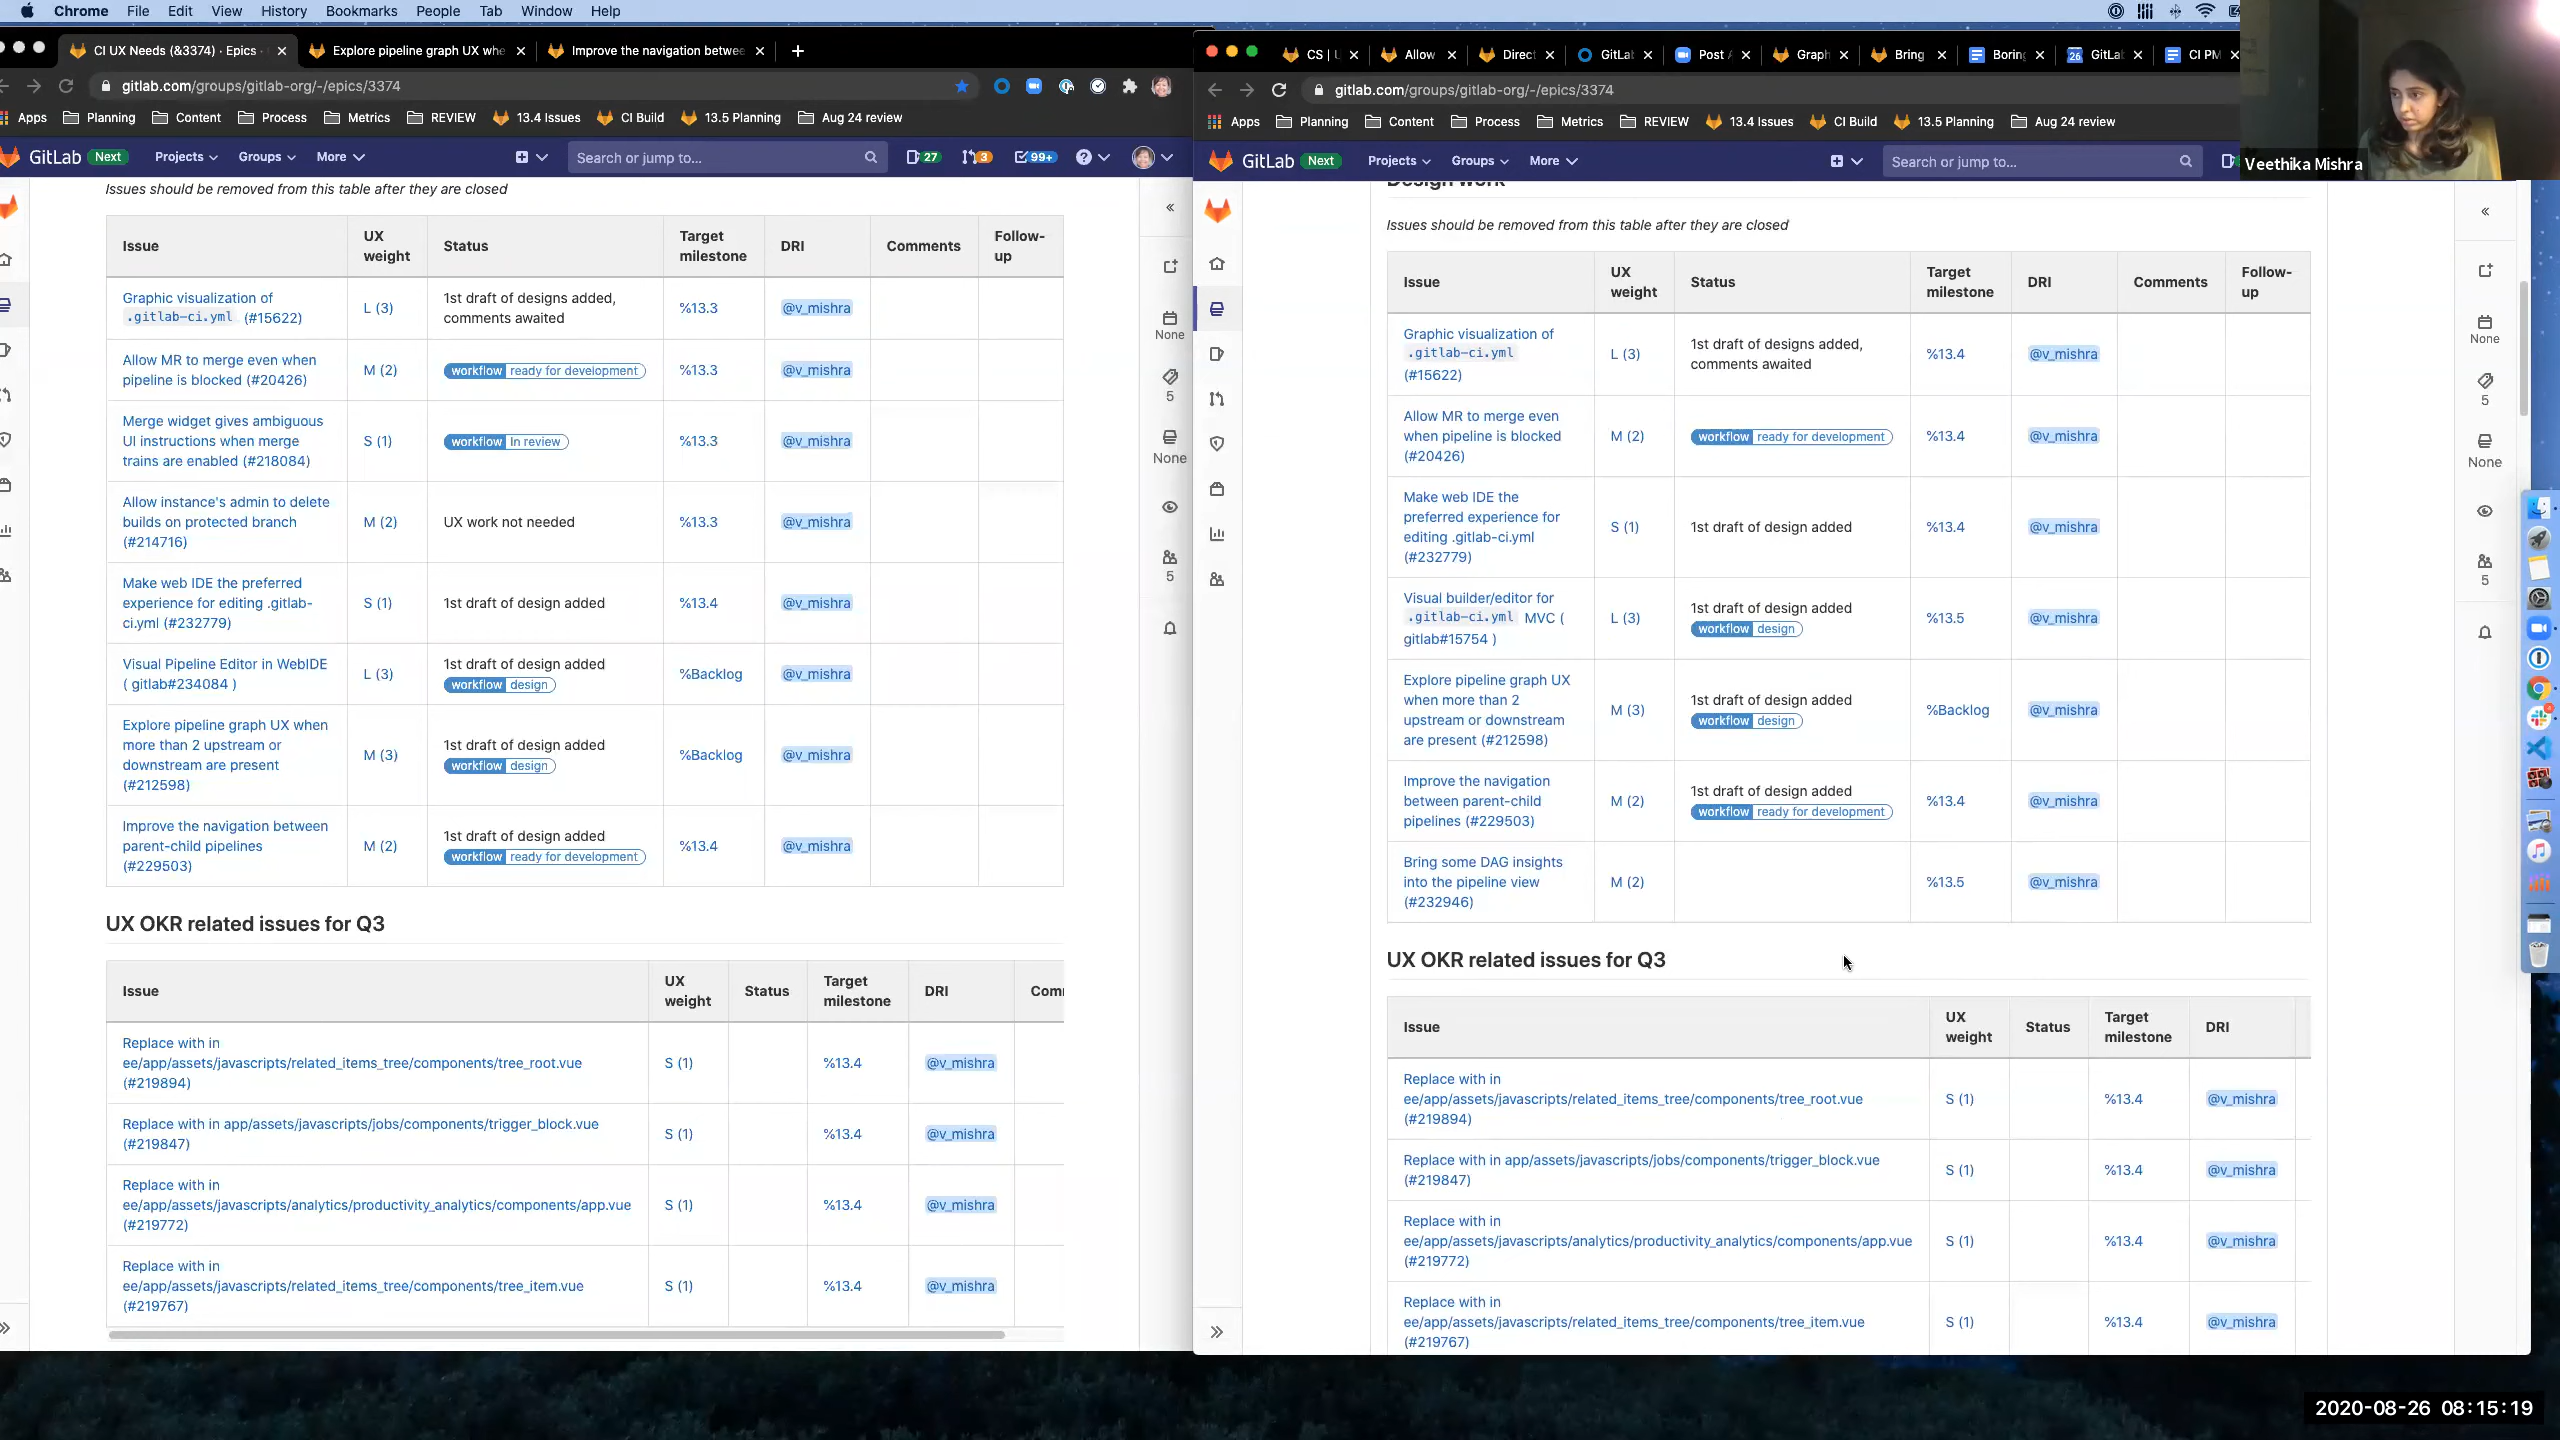 Chrome File Edit View History Bookmarks People Tab Window Help
CI UX Needs (&3374) · Epics ·
Explore pipeline graph UX whe
Improve the navigation betwee
gitlab.com/groups/gitlab-org/-/epics/3374
Apps Planning Content Process Metrics REVIEW 13.4 Issues CI Build 13.5 Planning Aug 24 review
GitLab Next Projects Groups More Search or jump to... 27 3 99+
Issues should be removed from this table after they are closed
Issue UX weight Status Target milestone DRI Comments Follow-up
Graphic visualization of
.gitlab-ci.yml (#15622)
L (3)
1st draft of designs added,
comments awaited
%13.3
@v_mishra
Allow MR to merge even when
pipeline is blocked (#20426)
M (2)
workflow ready for development
%13.3
@v_mishra
Merge widget gives ambiguous
UI instructions when merge
trains are enabled (#218084)
S (1)
workflow In review
%13.3
@v_mishra
Allow instance's admin to delete
builds on protected branch
(#214716)
M (2)
UX work not needed
%13.3
@v_mishra
Make web IDE the preferred
experience for editing .gitlab-
ci.yml (#232779)
S (1)
1st draft of design added
%13.4
@v_mishra
Visual Pipeline Editor in WebIDE
( gitlab#234084 )
L (3)
1st draft of design added
workflow design
%Backlog
@v_mishra
Explore pipeline graph UX when
more than 2 upstream or
downstream are present
(#212598)
M (3)
1st draft of design added
workflow design
%Backlog
@v_mishra
Improve the navigation between
parent-child pipelines
(#229503)
M (2)
1st draft of design added
workflow ready for development
%13.4
@v_mishra
UX OKR related issues for Q3
Issue UX weight Status Target milestone DRI Com
Replace with in
ee/app/assets/javascripts/related_items_tree/components/tree_root.vue
(#219894)
S (1)
%13.4
@v_mishra
Replace with in app/assets/javascripts/jobs/components/trigger_block.vue
(#219847)
S (1)
%13.4
@v_mishra
Replace with in
ee/app/assets/javascripts/analytics/productivity_analytics/components/app.vue
(#219772)
S (1)
%13.4
@v_mishra
Replace with in
ee/app/assets/javascripts/related_items_tree/components/tree_item.vue
(#219767)
S (1)
%13.4
@v_mishra
None
5
None
5
CS | U
Allow
Direct
GitLab
Post A
Graph
Bring
Boring
GitLab
CI PM
gitlab.com/groups/gitlab-org/-/epics/3374
Apps Planning Content Process Metrics REVIEW 13.4 Issues CI Build 13.5 Planning Aug 24 review
GitLab Next Projects Groups More Search or jump to...
Veethika Mishra
Design work
Issues should be removed from this table after they are closed
Issue UX weight Status Target milestone DRI Comments Follow-up
Graphic visualization of
.gitlab-ci.yml
(#15622)
L (3)
1st draft of designs added,
comments awaited
%13.4
@v_mishra
Allow MR to merge even
when pipeline is blocked
(#20426)
M (2)
workflow ready for development
%13.4
@v_mishra
Make web IDE the
preferred experience for
editing .gitlab-ci.yml
(#232779)
S (1)
1st draft of design added
%13.4
@v_mishra
Visual builder/editor for
.gitlab-ci.yml MVC (
gitlab#15754 )
L (3)
1st draft of design added
workflow design
%13.5
@v_mishra
Explore pipeline graph UX
when more than 2
upstream or downstream
are present (#212598)
M (3)
1st draft of design added
workflow design
%Backlog
@v_mishra
Improve the navigation
between parent-child
pipelines (#229503)
M (2)
1st draft of design added
workflow ready for development
%13.4
@v_mishra
Bring some DAG insights
into the pipeline view
(#232946)
M (2)
%13.5
@v_mishra
UX OKR related issues for Q3
Issue UX weight Status Target milestone DRI
Replace with in
ee/app/assets/javascripts/related_items_tree/components/tree_root.vue
(#219894)
S (1)
%13.4
@v_mishra
Replace with in app/assets/javascripts/jobs/components/trigger_block.vue
(#219847)
S (1)
%13.4
@v_mishra
Replace with in
ee/app/assets/javascripts/analytics/productivity_analytics/components/app.vue
(#219772)
S (1)
%13.4
@v_mishra
Replace with in
ee/app/assets/javascripts/related_items_tree/components/tree_item.vue
(#219767)
S (1)
%13.4
@v_mishra
None
5
None
5
2020-08-26 08:15:19